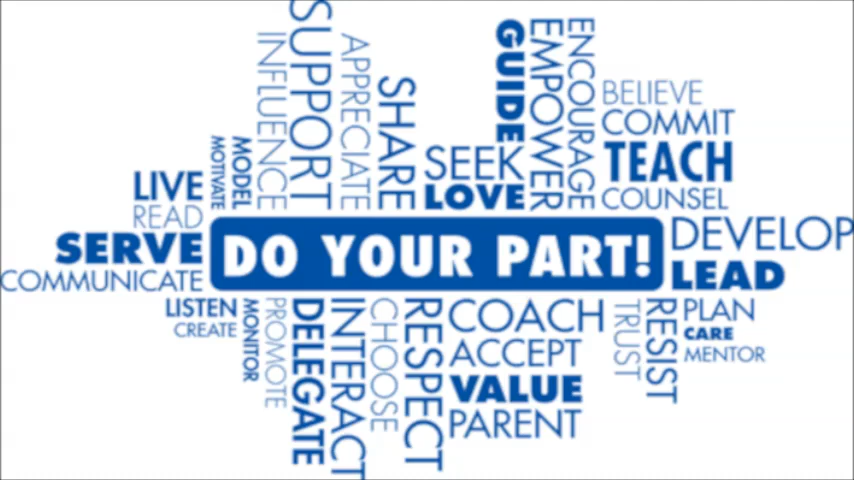 SUPPORT
INFLUENCE
APPRECIATE
SHARE
GUIDE
EMPOWER
ENCOURAGE
BELIEVE
COMMIT
TEACH
COUNSEL
MODEL
MOTIVATE
SEEK
LOVE
LIVE
READ
SERVE
COMMUNICATE
DO YOUR PART!
DEVELOP
LEAD
LISTEN
CREATE
MONITOR
PROMOTE
DELEGATE
INTERACT
CHOOSE
RESPECT
COACH
ACCEPT
VALUE
PARENT
TRUST
RESIST
PLAN
CARE
MENTOR